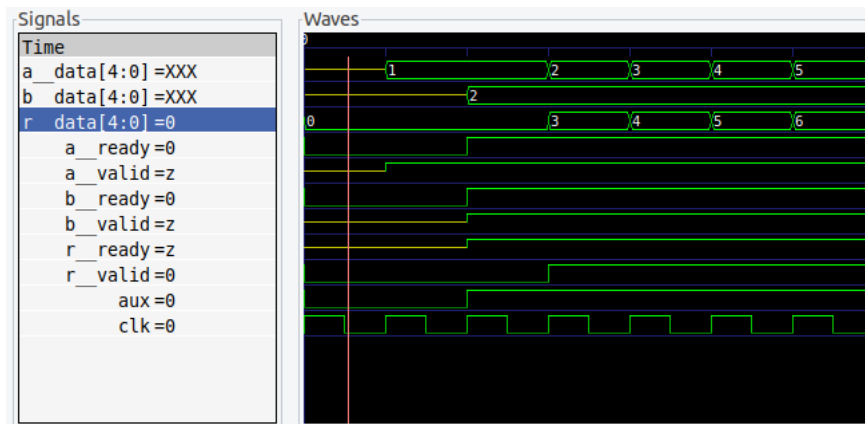 Signals
Waves
Time
0
a__data[4:0]=XXX
1 2 3 4 5
b__data[4:0]=XXX
2
r__data[4:0]=0
0 3 4 5 6
a__ready=0
a__valid=z
b__ready=0
b__valid=z
r__ready=z
r__valid=0
aux=0
clk=0